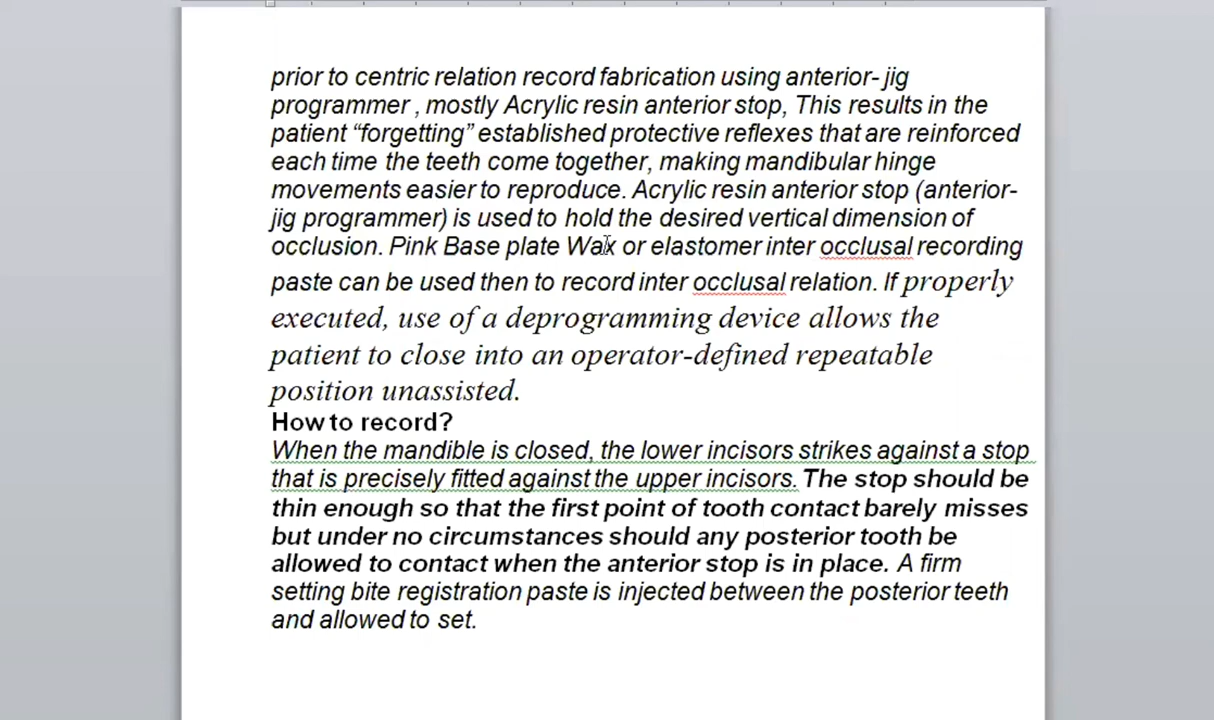 prior to centric relation record fabrication using anterior- jig
programmer , mostly Acrylic resin anterior stop, This results in the
patient “forgetting” established protective reflexes that are reinforced
each time the teeth come together, making mandibular hinge
movements easier to reproduce. Acrylic resin anterior stop (anterior-
jig programmer) is used to hold the desired vertical dimension of
occlusion. Pink Base plate Wax or elastomer inter occlusal recording
paste can be used then to record inter occlusal relation. If properly
executed, use of a deprogramming device allows the
patient to close into an operator-defined repeatable
position unassisted.
How to record?
When the mandible is closed, the lower incisors strikes against a stop
that is precisely fitted against the upper incisors. The stop should be
thin enough so that the first point of tooth contact barely misses
but under no circumstances should any posterior tooth be
allowed to contact when the anterior stop is in place. A firm
setting bite registration paste is injected between the posterior teeth
and allowed to set.